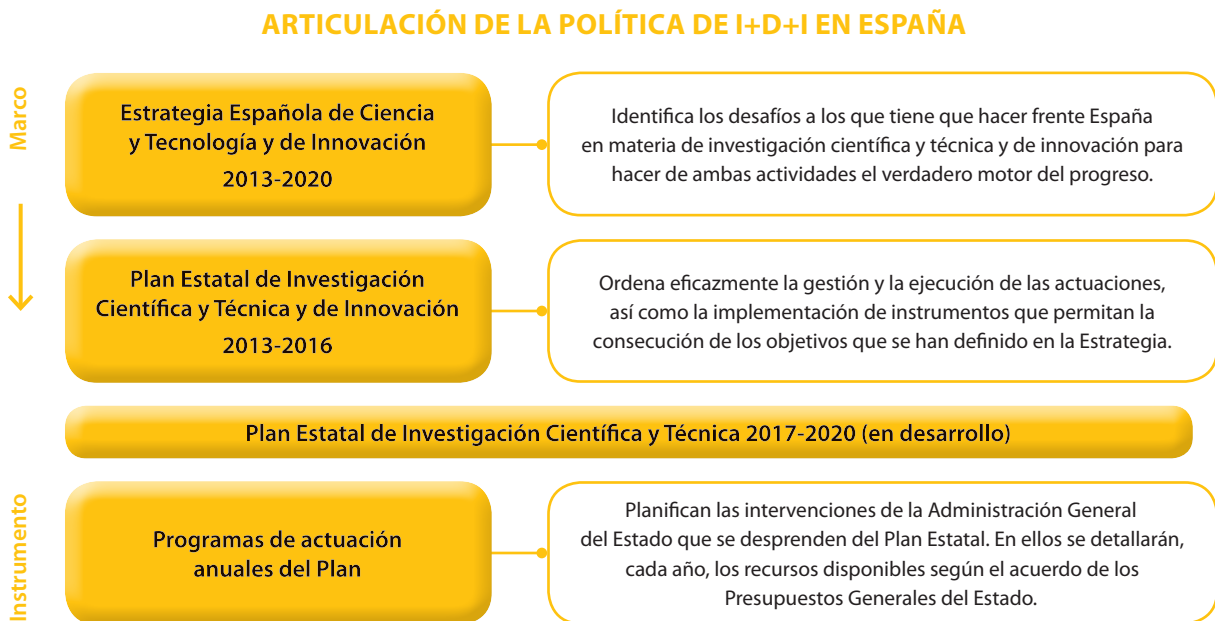 ARTICULACIÓN DE LA POLÍTICA DE I+D+I EN ESPAÑA
Marco
Estrategia Española de Ciencia
y Tecnología y de Innovación
2013-2020
Identifica los desafíos a los que tiene que hacer frente España
en materia de investigación científica y técnica y de innovación para
hacer de ambas actividades el verdadero motor del progreso.
Plan Estatal de Investigación
Científica y Técnica y de Innovación
2013-2016
Ordena eficazmente la gestión y la ejecución de las actuaciones,
así como la implementación de instrumentos que permitan la
consecución de los objetivos que se han definido en la Estrategia.
Plan Estatal de Investigación Científica y Técnica 2017-2020 (en desarrollo)
Instrumento
Programas de actuación
anuales del Plan
Planifican las intervenciones de la Administración General
del Estado que se desprenden del Plan Estatal. En ellos se detallarán,
cada año, los recursos disponibles según el acuerdo de los
Presupuestos Generales del Estado.